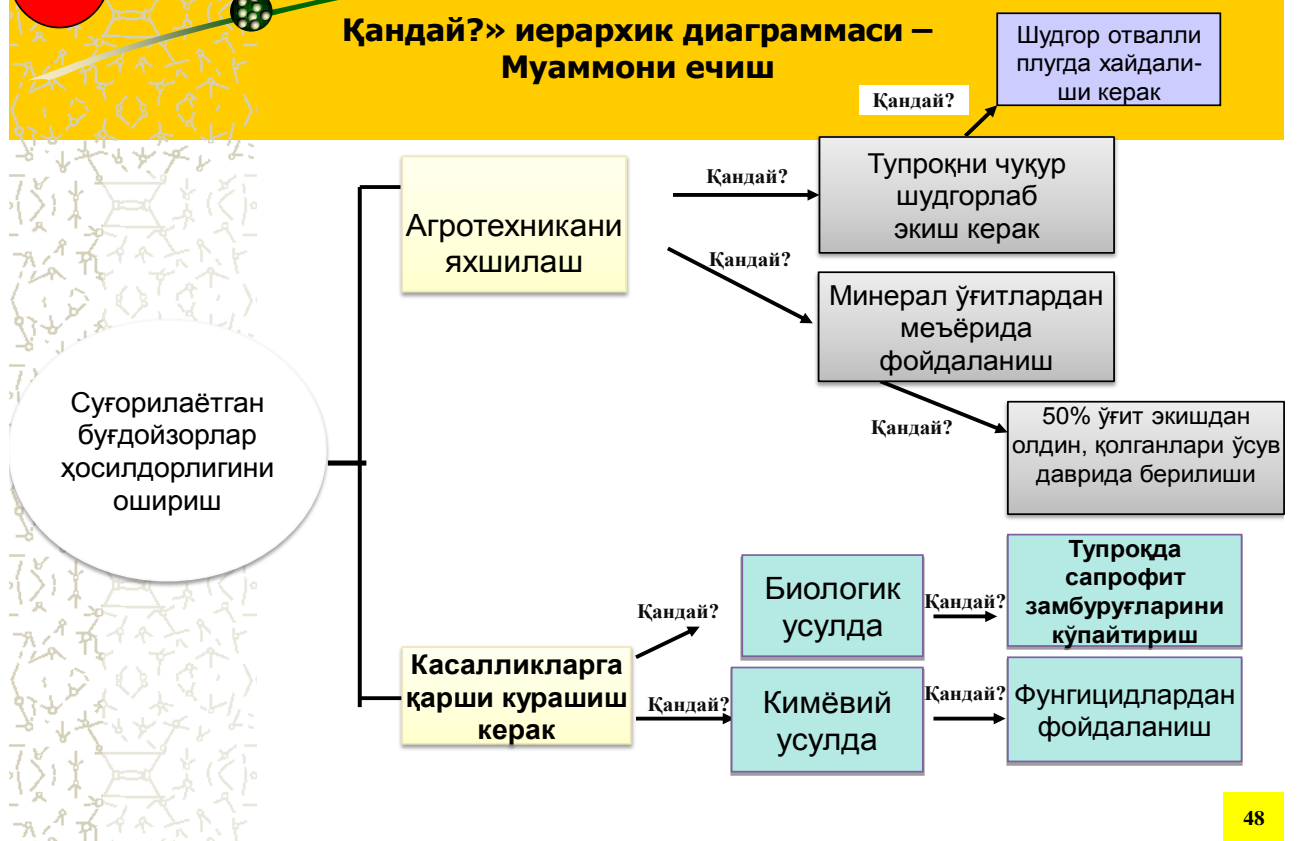 Қандай?» иерархик диаграммаси –
Муаммони ечиш
Шудгор отвалли
плугда хайдали-
ши керак
Қандай?
Тупроқни чуқур
шудгорлаб
экиш керак
Қандай?
Агротехникани
яхшилаш
Қандай?
Минерал ўғитлардан
меъёрида
фойдаланиш
Қандай?
50% ўғит экишдан
олдин, қолганлари ўсув
даврида берилиши
Суғорилаётган
буғдойзорлар
ҳосилдорлигини
ошириш
Касалликларга
қарши курашиш
керак
Қандай?
Биологик
усулда
Қандай?
Тупроқда
сапрофит
замбуруғларини
кўпайтириш
Қандай?
Кимёвий
усулда
Қандай?
Фунгицидлардан
фойдаланиш
48